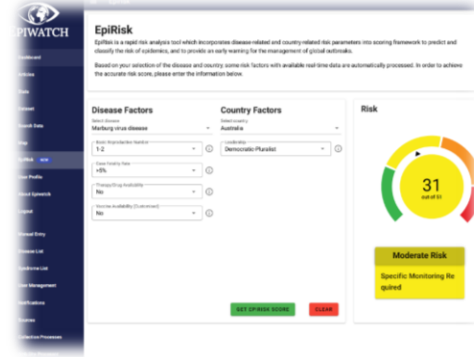 EPIWATCH
Dashboard
Articles
Data
Dataset
Search Data
Map
EpiRisk
User Profile
About Epiwatch
Logout
Manual Entry
Disease List
Syndrome List
User Management
Notifications
Sources
Collection Processes
EpiRisk
EpiRisk is a rapid risk analysis tool which incorporates disease-related and country-related risk parameters into scoring framework to predict and
classify the risk of epidemics, and to provide an early warning for the management of global outbreaks.
Based on your selection of the disease and country, some risk factors with available real-time data are automatically processed. In order to achieve
the accurate risk score, please enter the information below.
Disease Factors
Select disease
Marburg virus disease
Basic Reproduction Number
1-2
Case Fatality Rate
>5%
Therapy/Drug Availability
No
Vaccine Availability (Customised)
No
Country Factors
Select country
Australia
Leadership
Democratic-Pluralist
GET EPIRISK SCORE
CLEAR
Risk
31
out of 51
Moderate Risk
Specific Monitoring Re
quired